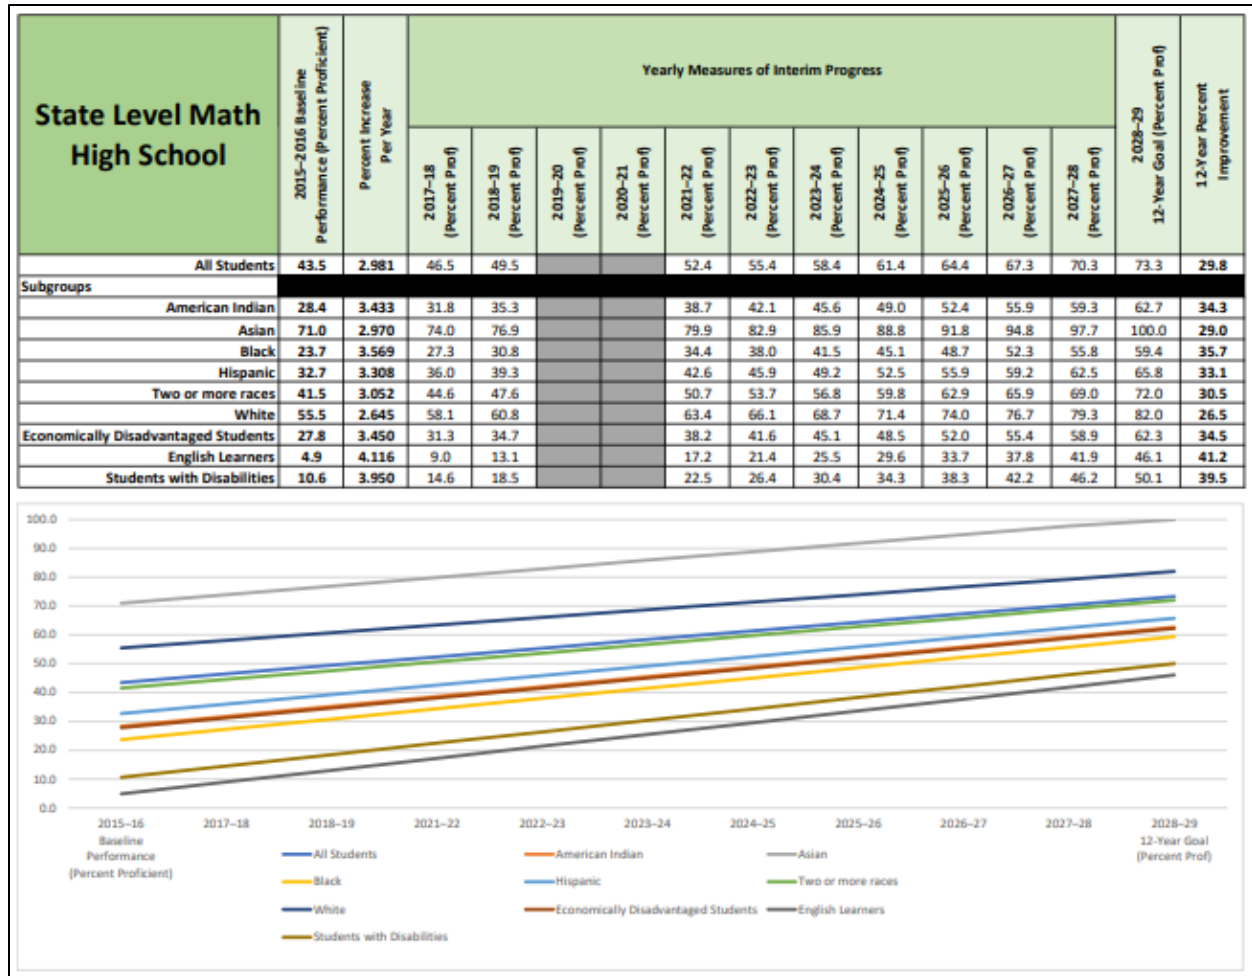 State Level Math
High School
2015–2016 Baseline
Performance (Percent Proficient)
Percent Increase
Per Year
Yearly Measures of Interim Progress
2017–18
(Percent Prof)
2018–19
(Percent Prof)
2019–20
(Percent Prof)
2020–21
(Percent Prof)
2021–22
(Percent Prof)
2022–23
(Percent Prof)
2023–24
(Percent Prof)
2024–25
(Percent Prof)
2025–26
(Percent Prof)
2026–27
(Percent Prof)
2027–28
(Percent Prof)
2028–29
12-Year Goal (Percent Prof)
12-Year Percent
Improvement
All Students 43.5 2.981 46.5 49.5 52.4 55.4 58.4 61.4 64.4 67.3 70.3 73.3 29.8
Subgroups
American Indian 28.4 3.433 31.8 35.3 38.7 42.1 45.6 49.0 52.4 55.9 59.3 62.7 34.3
Asian 71.0 2.970 74.0 76.9 79.9 82.9 85.9 88.8 91.8 94.8 97.7 100.0 29.0
Black 23.7 3.569 27.3 30.8 34.4 38.0 41.5 45.1 48.7 52.3 55.8 59.4 35.7
Hispanic 32.7 3.308 36.0 39.3 42.6 45.9 49.2 52.5 55.9 59.2 62.5 65.8 33.1
Two or more races 41.5 3.052 44.6 47.6 50.7 53.7 56.8 59.8 62.9 65.9 69.0 72.0 30.5
White 55.5 2.645 58.1 60.8 63.4 66.1 68.7 71.4 74.0 76.7 79.3 82.0 26.5
Economically Disadvantaged Students 27.8 3.450 31.3 34.7 38.2 41.6 45.1 48.5 52.0 55.4 58.9 62.3 34.5
English Learners 4.9 4.116 9.0 13.1 17.2 21.4 25.5 29.6 33.7 37.8 41.9 46.1 41.2
Students with Disabilities 10.6 3.950 14.6 18.5 22.5 26.4 30.4 34.3 38.3 42.2 46.2 50.1 39.5
100.0
90.0
80.0
70.0
60.0
50.0
40.0
30.0
20.0
10.0
0.0
2015–16 2017–18 2018–19 2021–22 2022–23 2023–24 2024–25 2025–26 2026–27 2027–28 2028–29
Baseline 12-Year Goal
Performance (Percent Prof)
(Percent Proficient)
All Students American Indian Asian
Black Hispanic Two or more races
White Economically Disadvantaged Students English Learners
Students with Disabilities